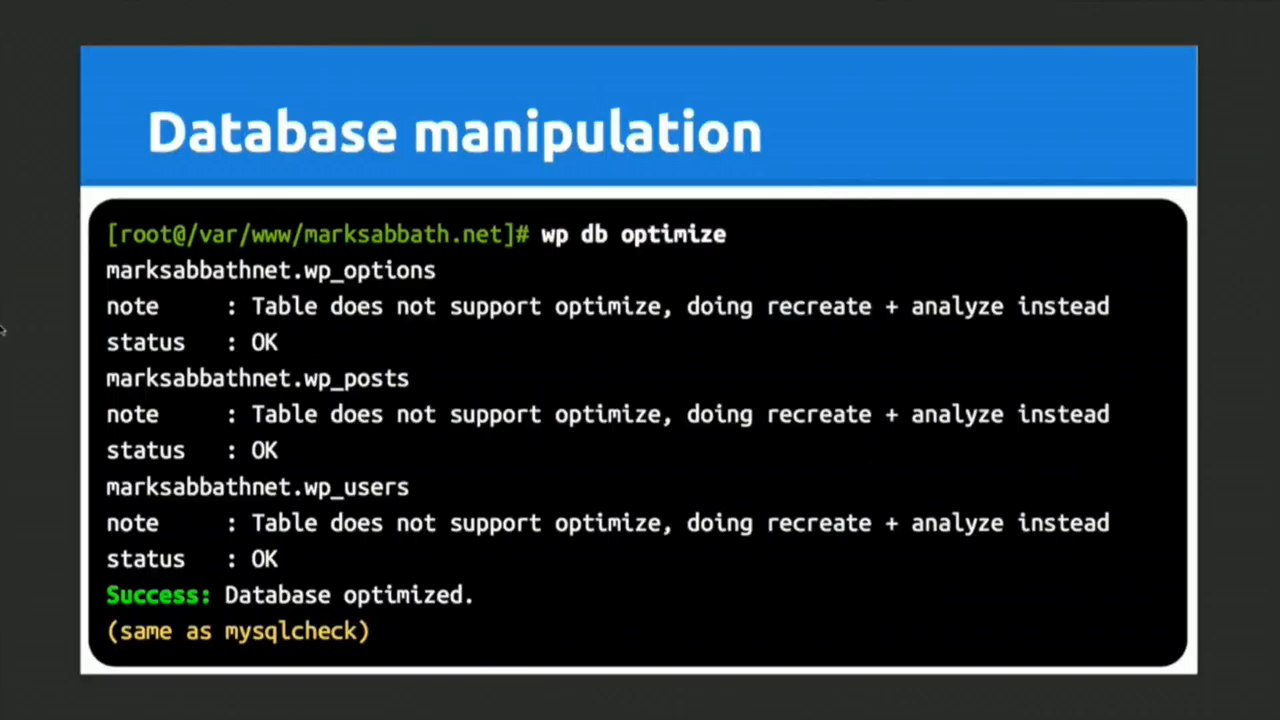 Database manipulation
[root@/var/www/marksabbath.net]# wp db optimize
marksabbathnet.wp_options
note     : Table does not support optimize, doing recreate + analyze instead
status   : OK
marksabbathnet.wp_posts
note     : Table does not support optimize, doing recreate + analyze instead
status   : OK
marksabbathnet.wp_users
note     : Table does not support optimize, doing recreate + analyze instead
status   : OK
Success: Database optimized.
(same as mysqlcheck)